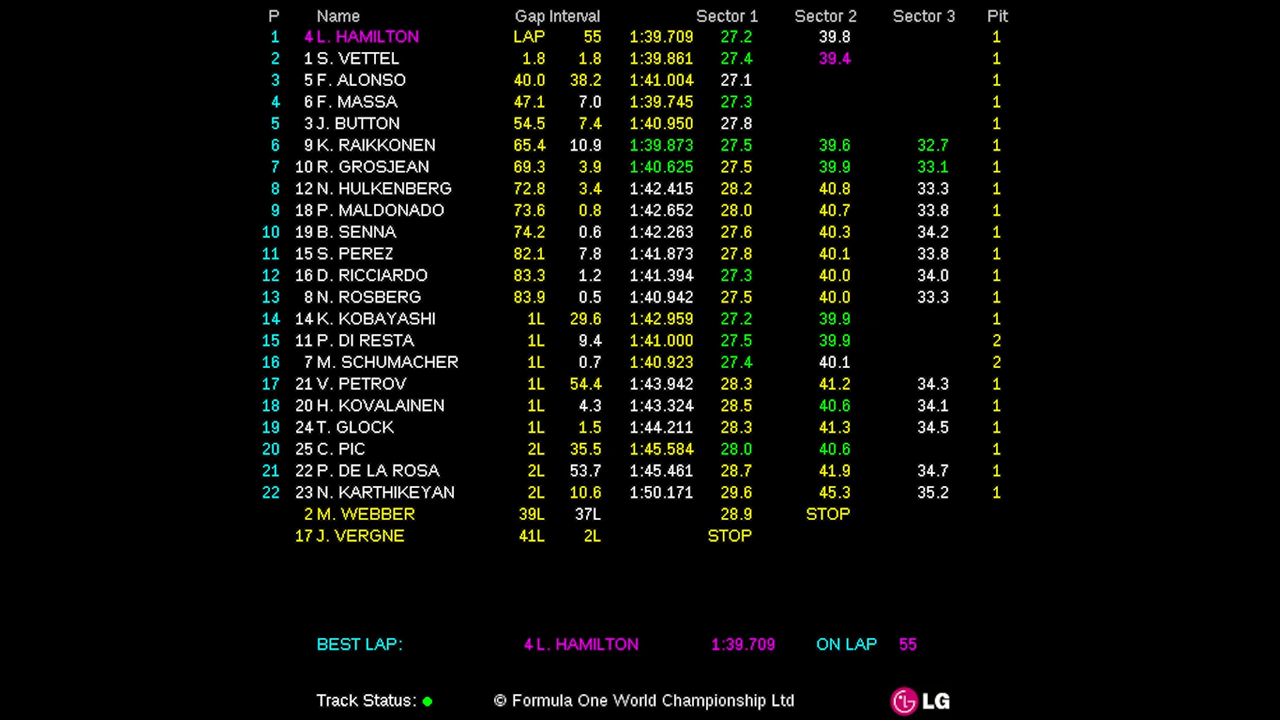 P Name Gap Interval Sector 1 Sector 2 Sector 3 Pit
1 4 L. HAMILTON LAP 55 1:39.709 27.2 39.8 1
2 1 S. VETTEL 1.8 1.8 1:39.861 27.4 39.4 1
3 5 F. ALONSO 40.0 38.2 1:41.004 27.1 1
4 6 F. MASSA 47.1 7.0 1:39.745 27.3 1
5 3 J. BUTTON 54.5 7.4 1:40.950 27.8 1
6 9 K. RAIKKONEN 65.4 10.9 1:39.873 27.5 39.6 32.7 1
7 10 R. GROSJEAN 69.3 3.9 1:40.625 27.5 39.9 33.1 1
8 12 N. HULKENBERG 72.8 3.4 1:42.415 28.2 40.8 33.3 1
9 18 P. MALDONADO 73.6 0.8 1:42.652 28.0 40.7 33.8 1
10 19 B. SENNA 74.2 0.6 1:42.263 27.6 40.3 34.2 1
11 15 S. PEREZ 82.1 7.8 1:41.873 27.8 40.1 33.8 1
12 16 D. RICCIARDO 83.3 1.2 1:41.394 27.3 40.0 34.0 1
13 8 N. ROSBERG 83.9 0.5 1:40.942 27.5 40.0 33.3 1
14 14 K. KOBAYASHI 1L 29.6 1:42.959 27.2 39.9 1
15 11 P. DI RESTA 1L 9.4 1:41.000 27.5 39.9 2
16 7 M. SCHUMACHER 1L 0.7 1:40.923 27.4 40.1 2
17 21 V. PETROV 1L 54.4 1:43.942 28.3 41.2 34.3 1
18 20 H. KOVALAINEN 1L 4.3 1:43.324 28.5 40.6 34.1 1
19 24 T. GLOCK 1L 1.5 1:44.211 28.3 41.3 34.5 1
20 25 C. PIC 2L 35.5 1:45.584 28.0 40.6 1
21 22 P. DE LA ROSA 2L 53.7 1:45.461 28.7 41.9 34.7 1
22 23 N. KARTHIKEYAN 2L 10.6 1:50.171 29.6 45.3 35.2 1
2 M. WEBBER 39L 37L 28.9 STOP
17 J. VERGNE 41L 2L STOP
BEST LAP: 4 L. HAMILTON 1:39.709 ON LAP 55
Track Status: © Formula One World Championship Ltd LG